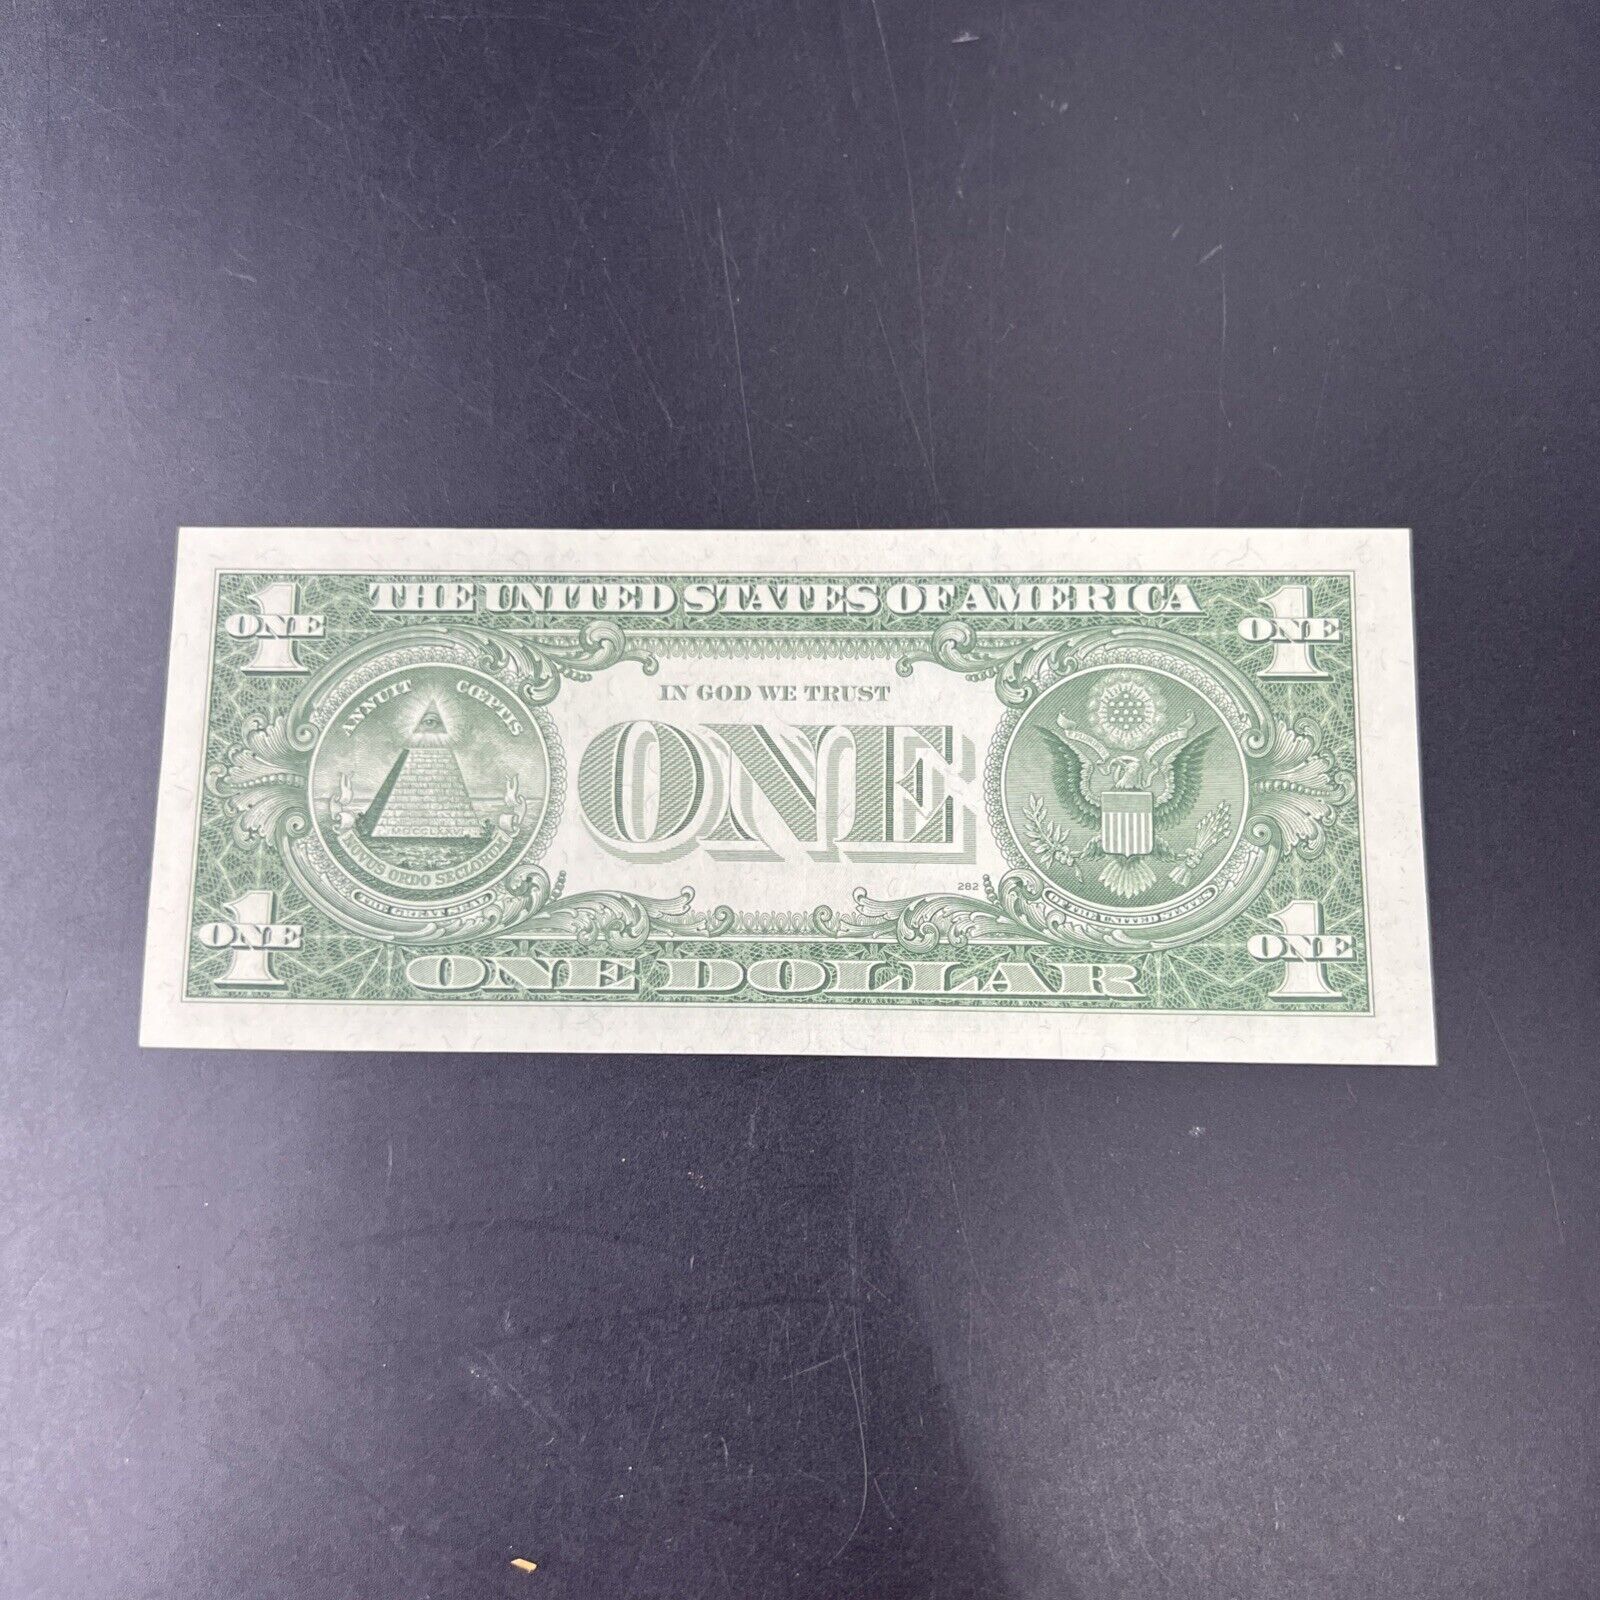 THE UNITED STATES OF AMERICA
1
ONE
1
ONE
ANNUIT CŒPTIS
IN GOD WE TRUST
ONE
MDCCLXXVI
NOVUS ORDO SECLORUM
THE GREAT SEAL
282
OF THE UNITED STATES
1
ONE
1
ONE
ONE DOLLAR